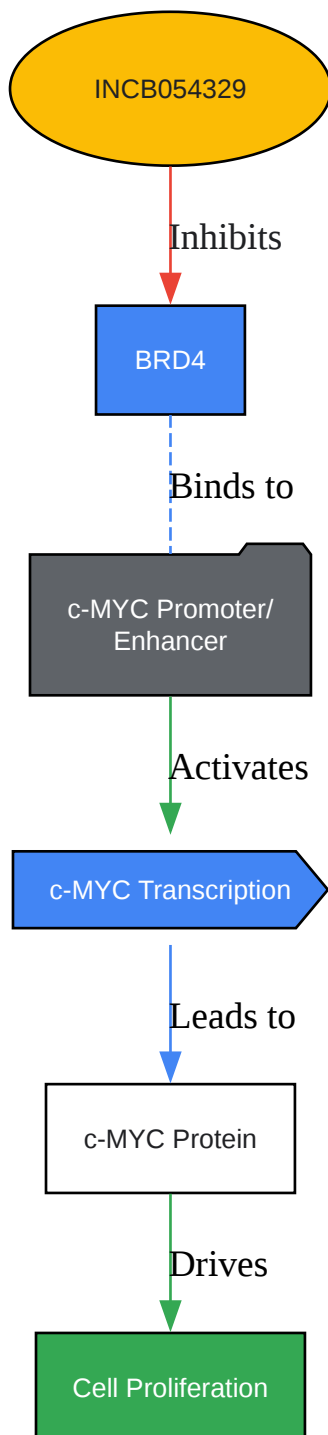 INCB054329
Inhibits
BRD4
Binds to
c-MYC Promoter/
Enhancer
Activates
c-MYC Transcription
Leads to
c-MYC Protein
Drives
Cell Proliferation